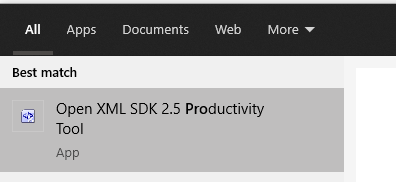 All Apps Documents Web More
Best match
Open XML SDK 2.5 Productivity
Tool
App